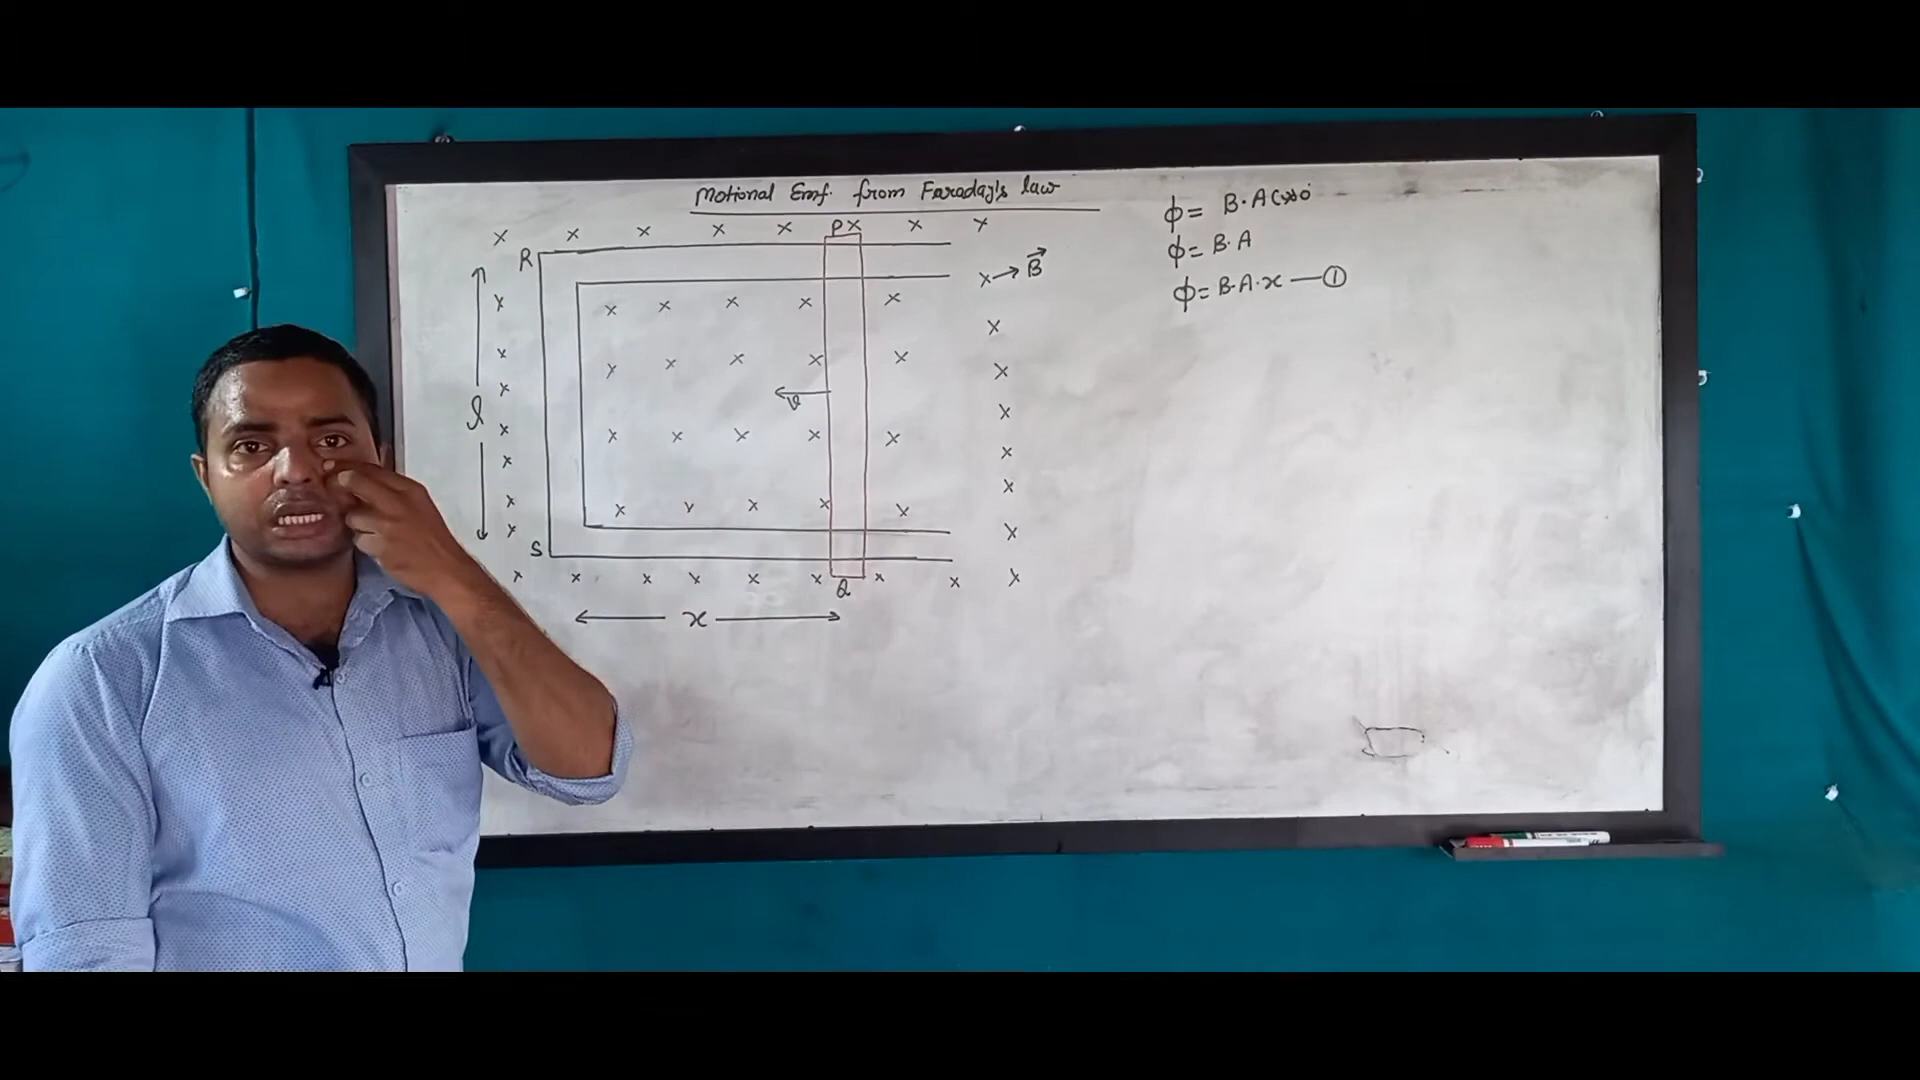 Motional Emf. from Faraday's law
P
R
→ B
l
v
S
Q
x
ϕ = B·A Cos0°
ϕ = B·A
ϕ = B·A·x — ①